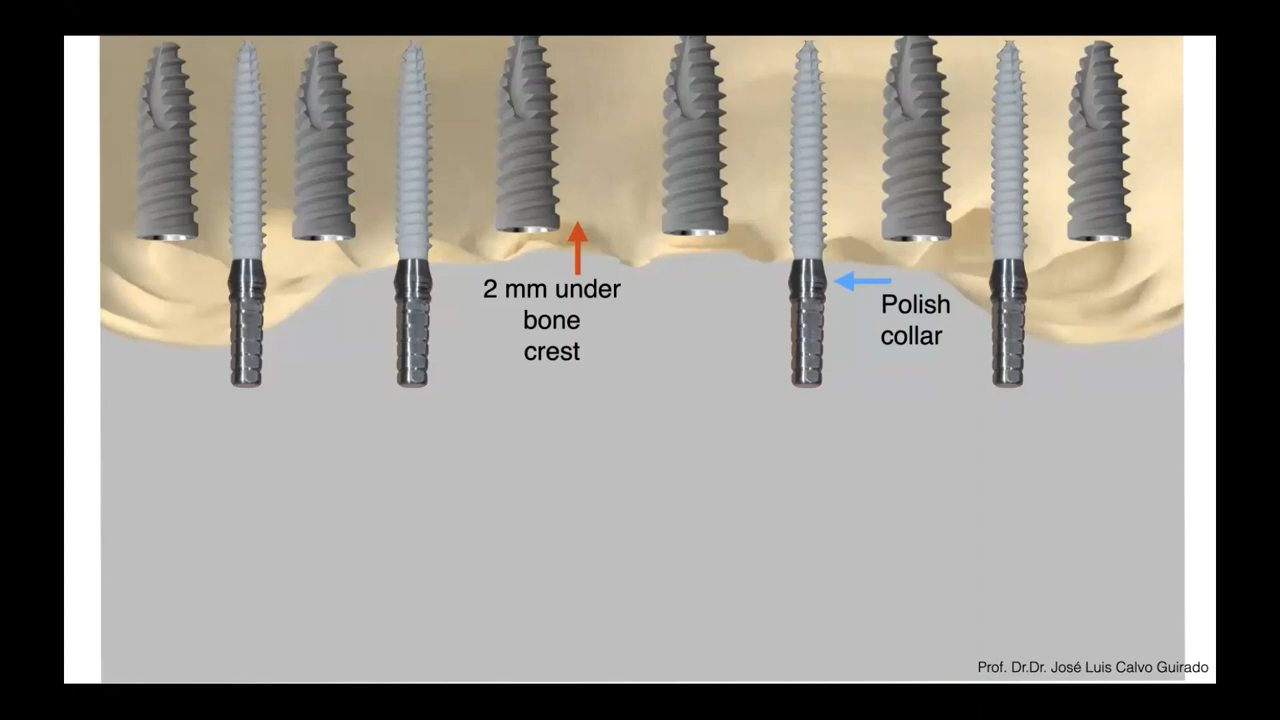 2 mm under
bone
crest
Polish
collar
Prof. Dr.Dr. José Luis Calvo Guirado